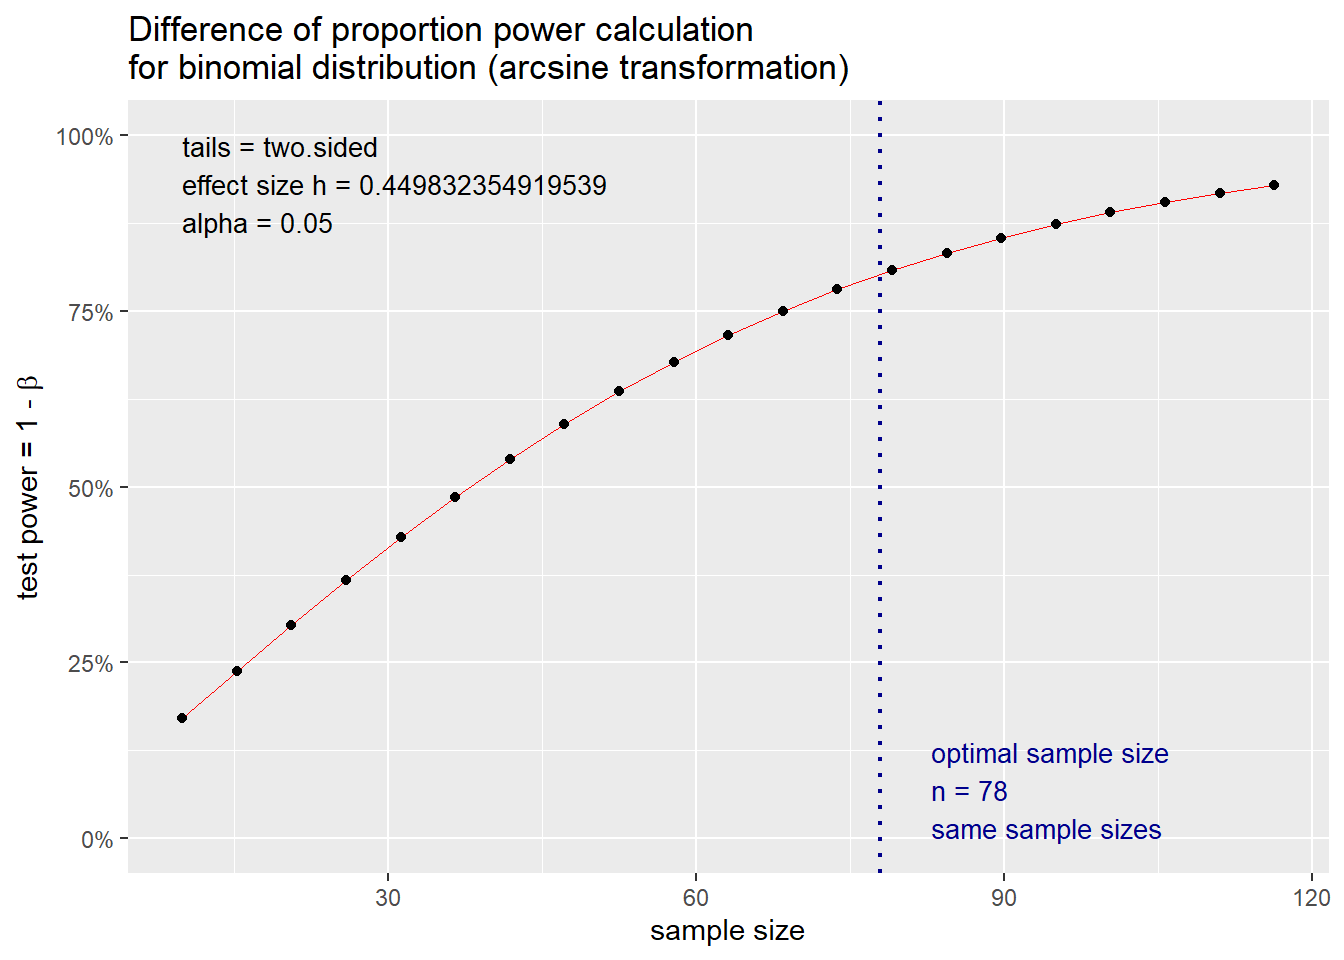 Difference of proportion power calculation
for binomial distribution (arcsine transformation)
tails = two.sided
effect size h = 0.449832354919539
alpha = 0.05
100%
75%
50%
25%
0%
test power = 1 - β
optimal sample size
n = 78
same sample sizes
30
60
90
120
sample size